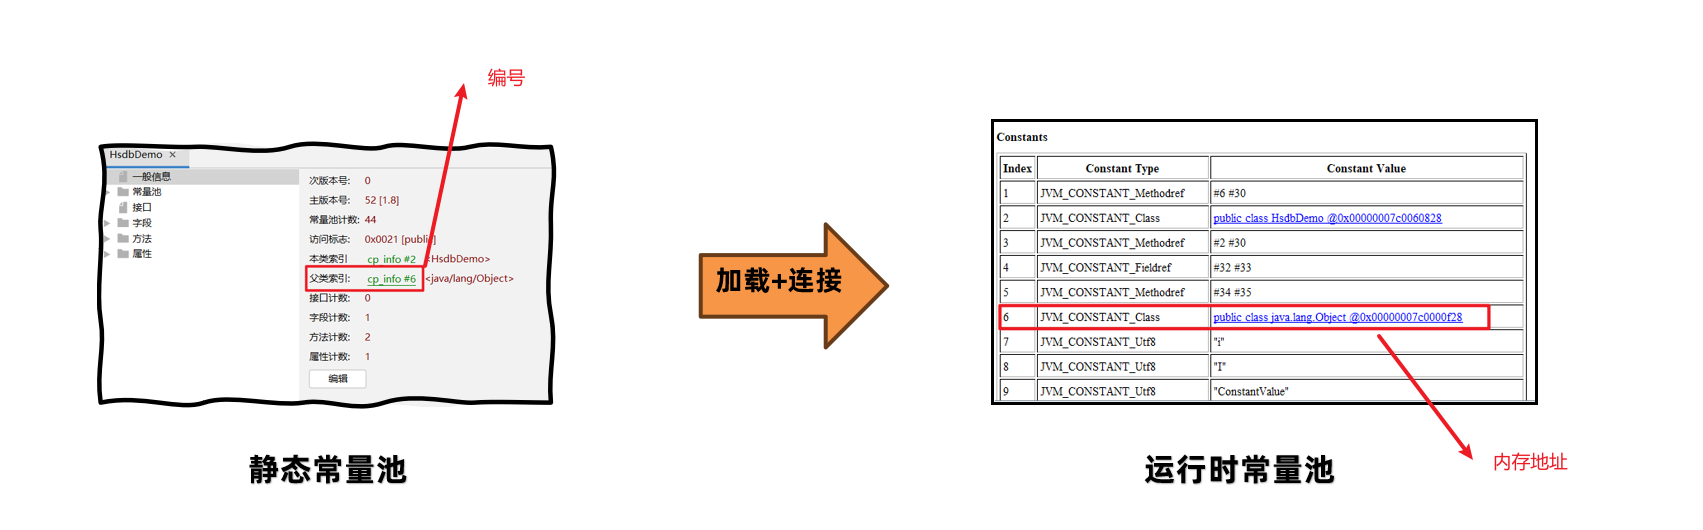 编号
HsdbDemo ×
一般信息
常量池
接口
字段
方法
属性
次版本号: 0
主版本号: 52 [1.8]
常量池计数: 44
访问标志: 0x0021 [public]
本类索引 cp_info #2 <HsdbDemo>
父类索引: cp_info #6 <java/lang/Object>
接口计数: 0
字段计数: 1
方法计数: 2
属性计数: 1
编辑
静态常量池
加载+连接
Constants
Index Constant Type Constant Value
1 JVM_CONSTANT_Methodref #6 #30
2 JVM_CONSTANT_Class public class HsdbDemo @0x00000007c0060828
3 JVM_CONSTANT_Methodref #2 #30
4 JVM_CONSTANT_Fieldref #32 #33
5 JVM_CONSTANT_Methodref #34 #35
6 JVM_CONSTANT_Class public class java.lang.Object @0x00000007c0000f28
7 JVM_CONSTANT_Utf8 "i"
8 JVM_CONSTANT_Utf8 "I"
9 JVM_CONSTANT_Utf8 "ConstantValue"
内存地址
运行时常量池